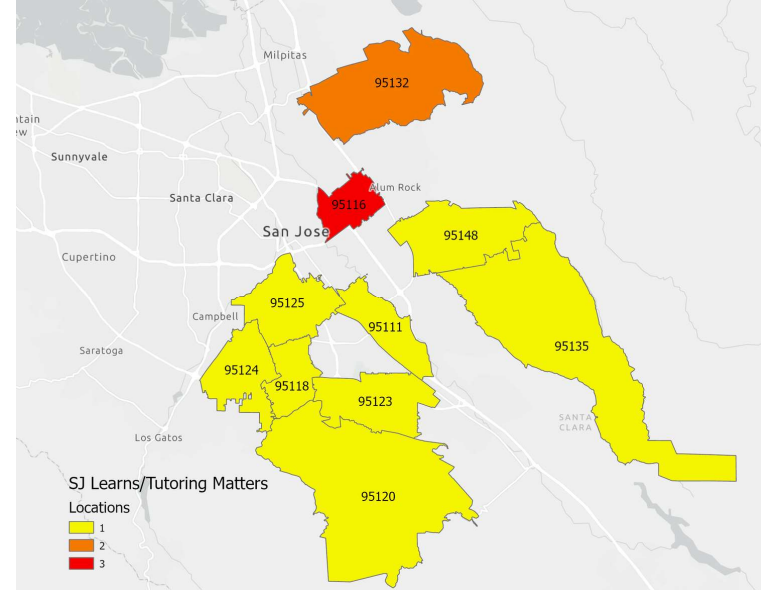 Milpitas
95132
ntain
ew
Sunnyvale
Alum Rock
Santa Clara
95116
San Jose
95148
Cupertino
95125
Campbell
95111
95135
Saratoga
95124
95118
95123
SANTA
CLARA
Los Gatos
SJ Learns/Tutoring Matters
95120
Locations
1
2
3